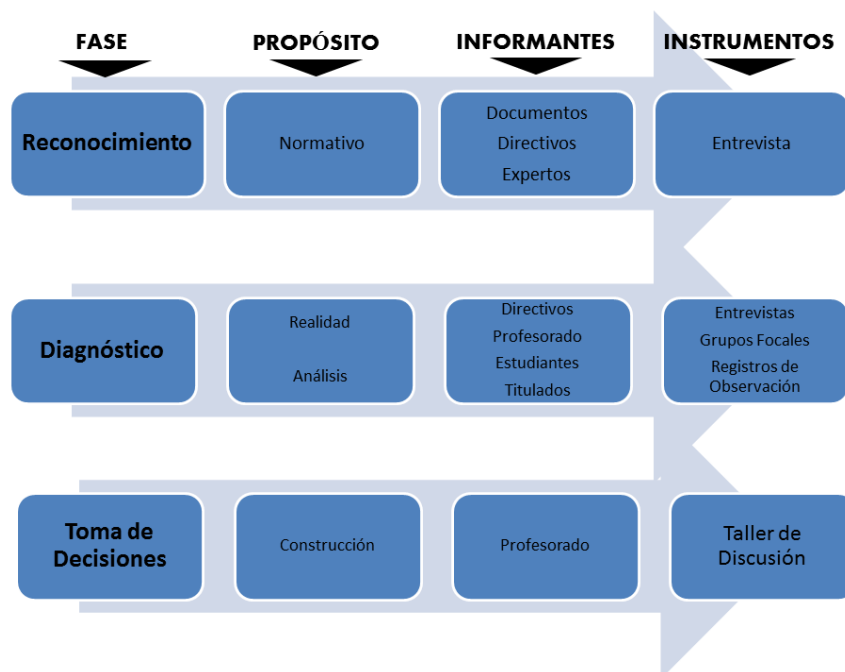 FASE
PROPÓSITO
INFORMANTES
INSTRUMENTOS
Reconocimiento
Normativo
Documentos
Directivos
Expertos
Entrevista
Diagnóstico
Realidad
Análisis
Directivos
Profesorado
Estudiantes
Titulados
Entrevistas
Grupos Focales
Registros de
Observación
Toma de
Decisiones
Construcción
Profesorado
Taller de
Discusión